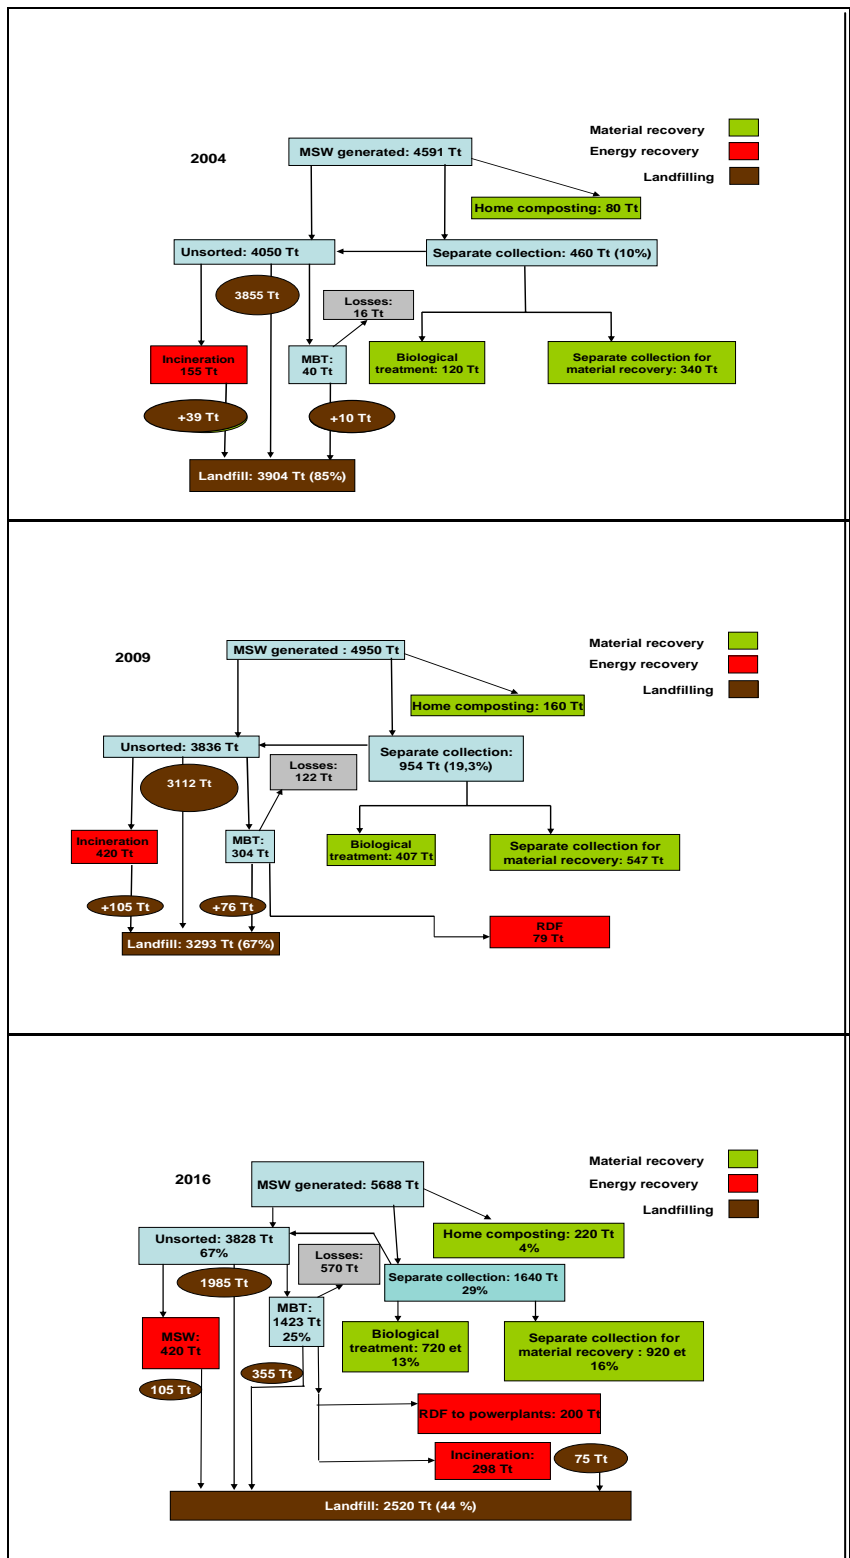 2004
MSW generated: 4591 Tt
Material recovery
Energy recovery
Landfilling
Home composting: 80 Tt
Unsorted: 4050 Tt
Separate collection: 460 Tt (10%)
3855 Tt
Losses:
16 Tt
Incineration
155 Tt
MBT:
40 Tt
Biological
treatment: 120 Tt
Separate collection for
material recovery: 340 Tt
+39 Tt
+10 Tt
Landfill: 3904 Tt (85%)
2009
MSW generated : 4950 Tt
Material recovery
Energy recovery
Landfilling
Home composting: 160 Tt
Unsorted: 3836 Tt
Separate collection:
954 Tt (19,3%)
3112 Tt
Losses:
122 Tt
Incineration
420 Tt
MBT:
304 Tt
Biological
treatment: 407 Tt
Separate collection for
material recovery: 547 Tt
+105 Tt
+76 Tt
RDF
79 Tt
Landfill: 3293 Tt (67%)
2016
MSW generated: 5688 Tt
Material recovery
Energy recovery
Landfilling
Home composting: 220 Tt
4%
Unsorted: 3828 Tt
67%
Losses:
570 Tt
Separate collection: 1640 Tt
29%
1985 Tt
MBT:
1423 Tt
25%
MSW:
420 Tt
Biological
treatment: 720 et
13%
Separate collection for
material recovery : 920 et
16%
105 Tt
355 Tt
RDF to powerplants: 200 Tt
Incineration:
298 Tt
75 Tt
Landfill: 2520 Tt (44 %)